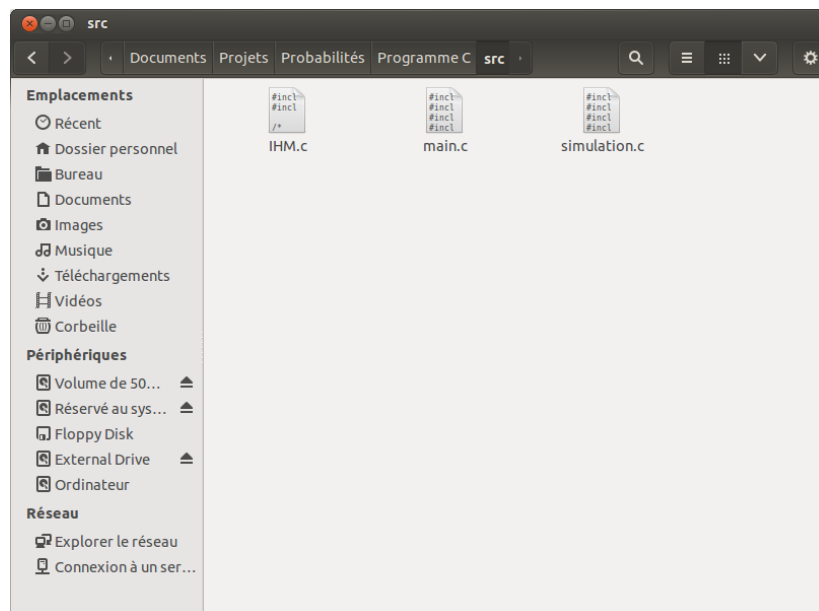 src
Documents Projets Probabilités Programme C src
Emplacements
Récent
Dossier personnel
Bureau
Documents
Images
Musique
Téléchargements
Vidéos
Corbeille
Périphériques
Volume de 50...
Réservé au sys...
Floppy Disk
External Drive
Ordinateur
Réseau
Explorer le réseau
Connexion à un ser...
#incl
#incl
/*
IHM.c
#incl
#incl
#incl
#incl
main.c
#incl
#incl
#incl
#incl
simulation.c